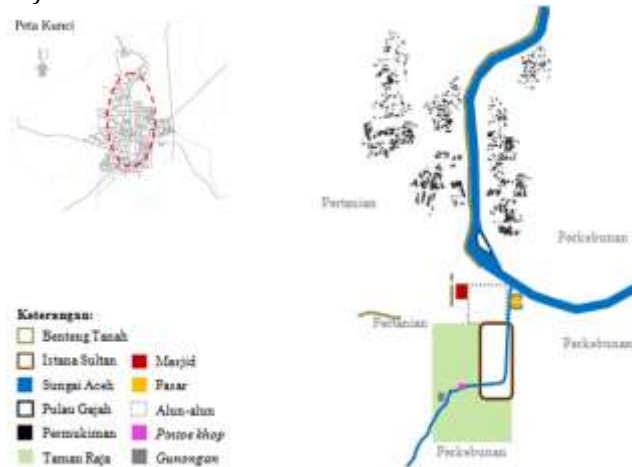 Peta Kunci
U
Pertanian
Perkebunan
Pertanian
Perkebunan
Perkebunan
Keterangan:
Benteng Tanah
Istana Sultan
Sungai Aceh
Pulau Gajah
Permukiman
Taman Raja
Masjid
Pasar
Alun-alun
Pintoe khop
Gunongan